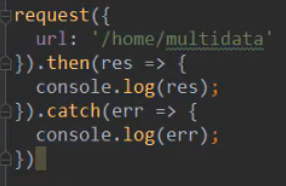 request({
  url: '/home/multidata'
}).then(res => {
  console.log(res);
}).catch(err => {
  console.log(err);
})